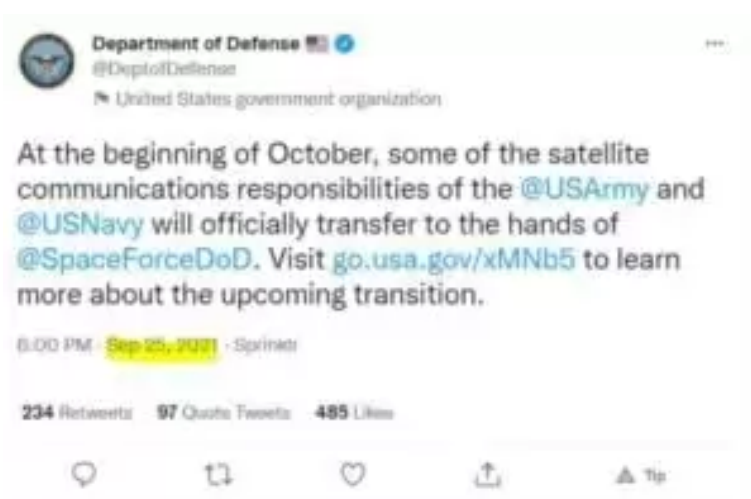 Department of Defense
@DeptofDefense
United States government organization
At the beginning of October, some of the satellite
communications responsibilities of the @USArmy and
@USNavy will officially transfer to the hands of
@SpaceForceDoD. Visit go.usa.gov/xMNb5 to learn
more about the upcoming transition.
6:00 PM · Sep 25, 2021 · Sprinklr
234 Retweets 97 Quote Tweets 485 Likes
Tip